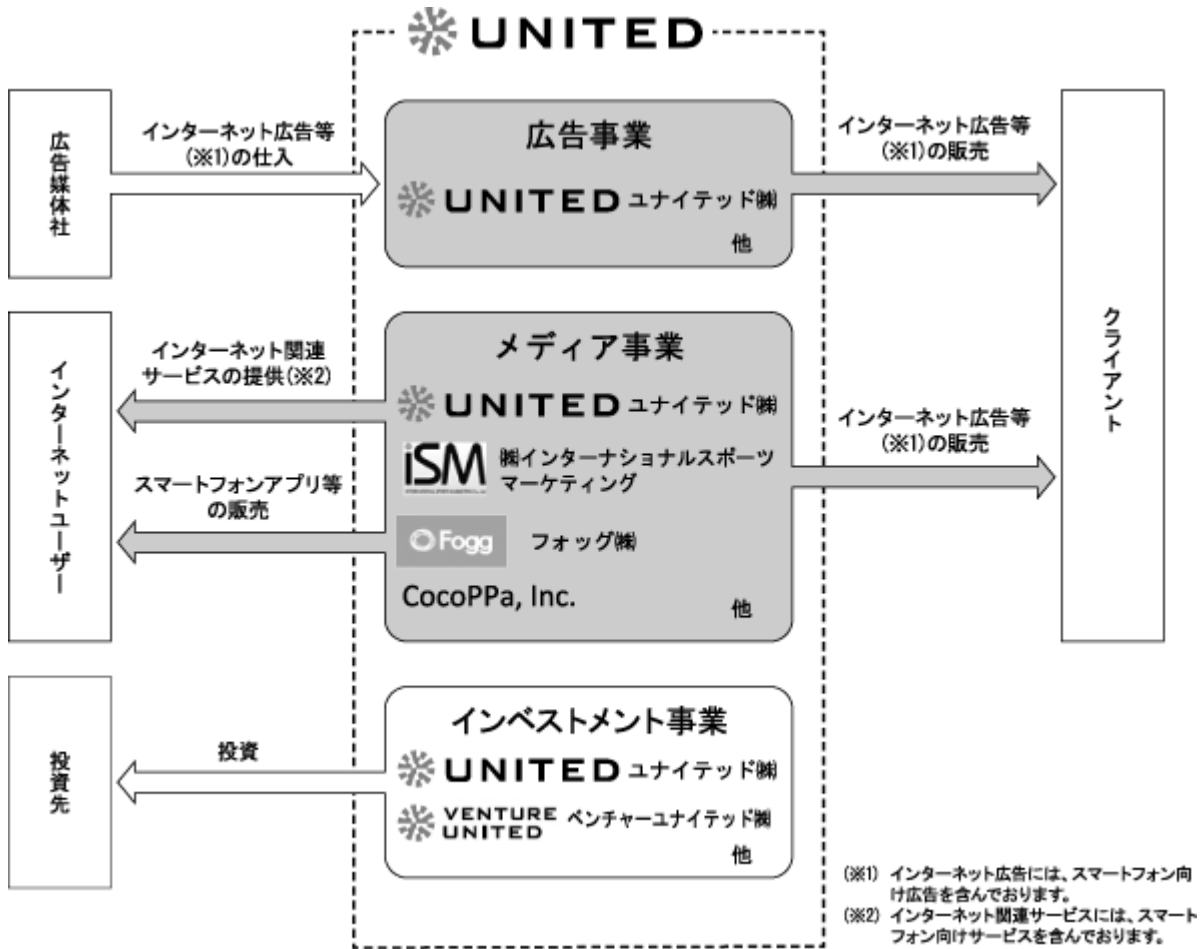 UNITED
広告媒体社
インターネット広告等
(※1)の仕入
広告事業
UNITED ユナイテッド㈱
他
インターネット広告等
(※1)の販売
クライアント
インターネットユーザー
インターネット関連
サービスの提供(※2)
スマートフォンアプリ等
の販売
メディア事業
UNITED ユナイテッド㈱
iSM ㈱インターナショナルスポーツ
マーケティング
Fogg フォッグ㈱
CocoPPa, Inc. 他
インターネット広告等
(※1)の販売
投資先
投資
インベストメント事業
UNITED ユナイテッド㈱
VENTURE
UNITED ベンチャーユナイテッド㈱
他
(※1) インターネット広告には、スマートフォン向
け広告を含んでおります。
(※2) インターネット関連サービスには、スマート
フォン向けサービスを含んでおります。